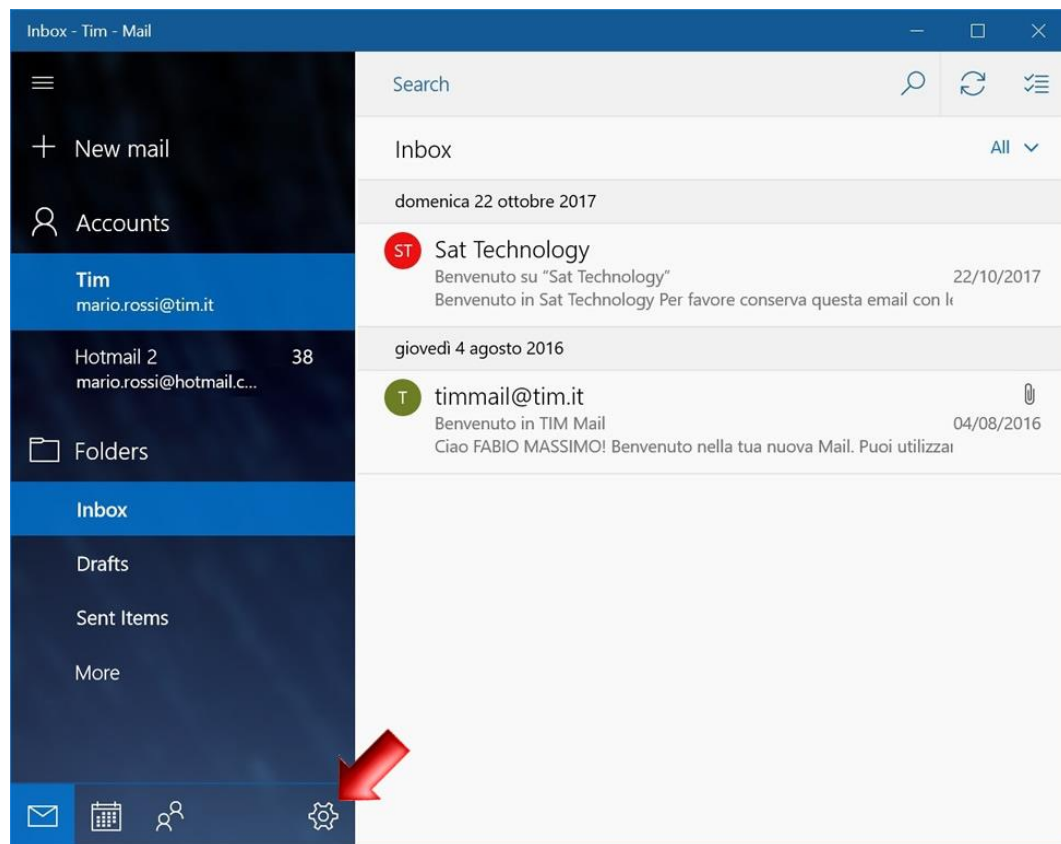 Inbox - Tim - Mail
Search
New mail
Inbox
All
Accounts
domenica 22 ottobre 2017
ST
Sat Technology
Tim
Benvenuto su "Sat Technology"
22/10/2017
mario.rossi@tim.it
Benvenuto in Sat Technology Per favore conserva questa email con
Hotmail 2
38
giovedì 4 agosto 2016
mario.rossi@hotmail.c...
T
timmail@tim.it
Benvenuto in TIM Mail
04/08/2016
Folders
Ciao FABIO MASSIMO! Benvenuto nella tua nuova Mail. Puoi utilizza
Inbox
Drafts
Sent Items
More